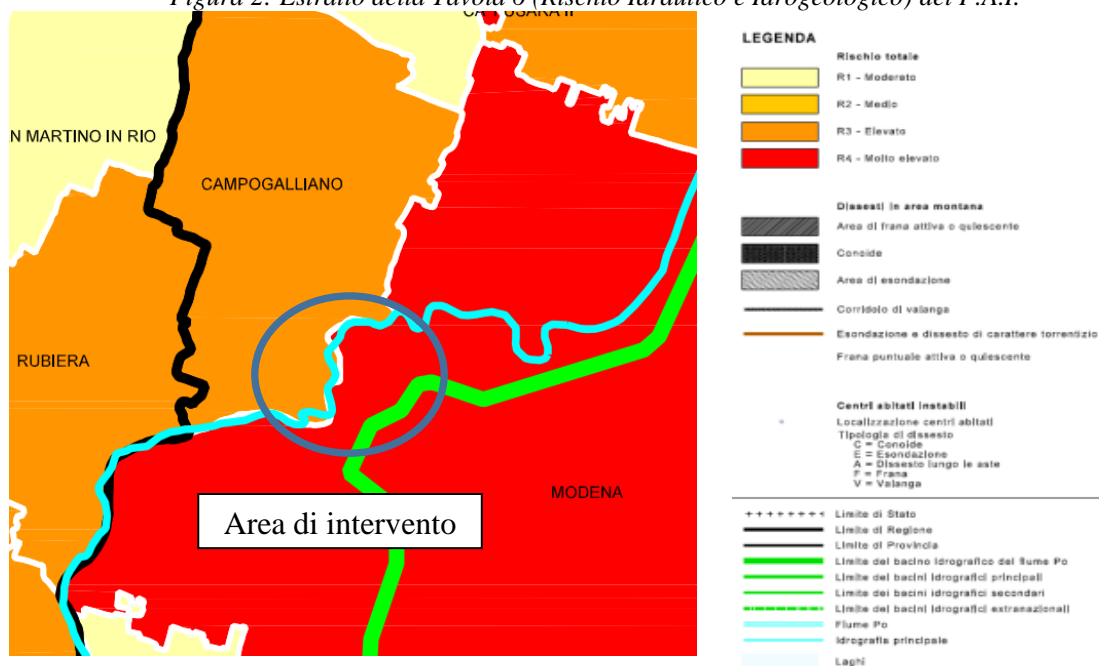 Figura 2: Estratto della Tavola 6 (Rischio Idraulico e Idrogeologico) del P.A.I.
N MARTINO IN RIO
CAMPOGALLIANO
RUBIERA
MODENA
Area di intervento
LEGENDA
Rischio totale
R1 - Moderato
R2 - Medio
R3 - Elevato
R4 - Molto elevato
Dissesti in area montana
Area di frana attiva o quiescente
Conoide
Area di esondazione
Corridoio di valanga
Esondazione e dissesto di carattere torrentizio
Frana puntuale attiva o quiescente
Centri abitati instabili
Localizzazione centri abitati
Tipologia di dissesto
C = Conoide
E = Esondazione
A = Dissesto lungo le aste
F = Frana
V = Valanga
Limite di Stato
Limite di Regione
Limite di Provincia
Limite del bacino idrografico del fiume Po
Limite dei bacini idrografici principali
Limite dei bacini idrografici secondari
Limite dei bacini idrografici extranazionali
Fiume Po
Idrografia principale
Laghi